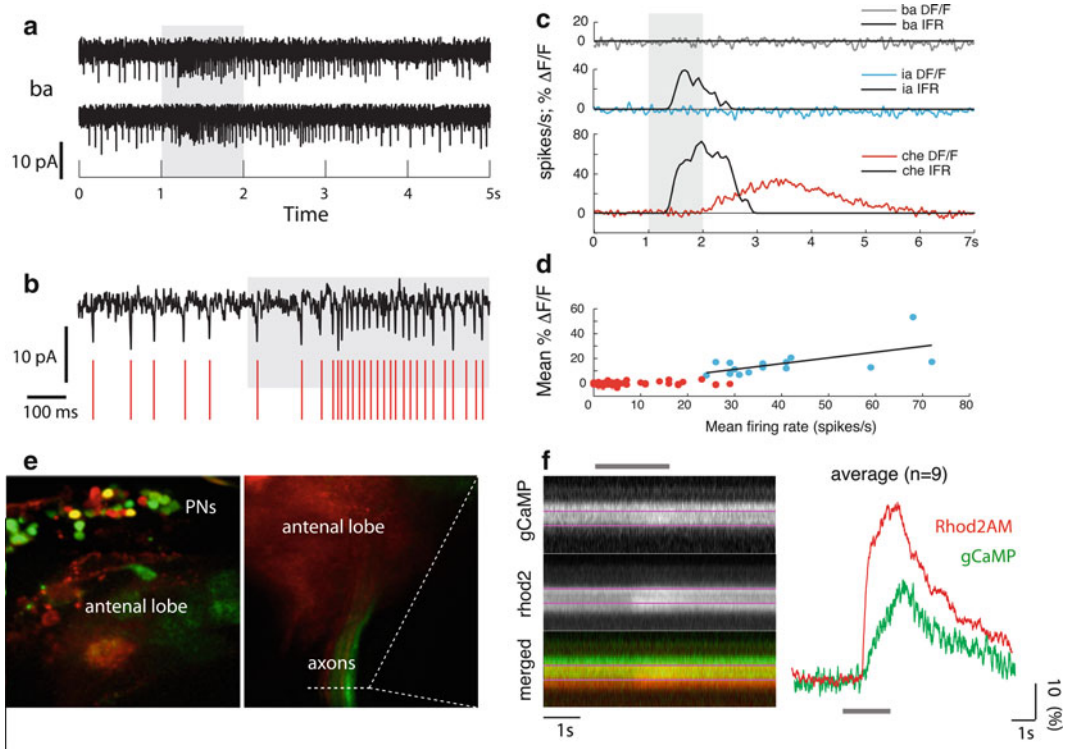 a
ba
10 pA
0 1 2 3 4 5s
Time
b
10 pA
100 ms
c
spikes/s; % ΔF/F
20
0
ba DF/F
ba IFR
40
0
ia DF/F
ia IFR
80
40
0
che DF/F
che IFR
0 1 2 3 4 5 6 7s
d
Mean % ΔF/F
60
40
20
0
0 10 20 30 40 50 60 70 80
Mean firing rate (spikes/s)
e
PNs
antenal lobe
antenal lobe
axons
f
gCaMP
rhod2
merged
1s
average (n=9)
Rhod2AM
gCaMP
10 (%)
1s